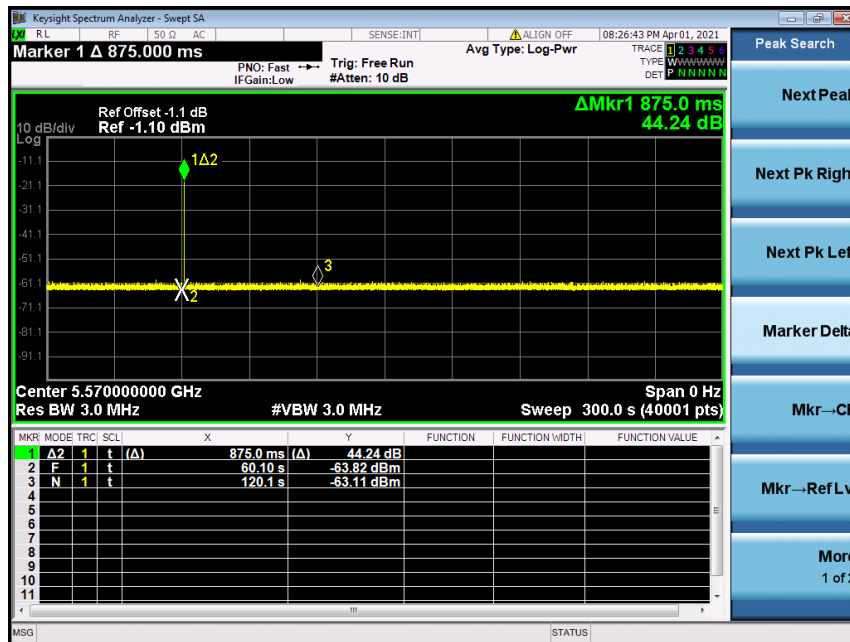 Keysight Spectrum Analyzer - Swept SA
LXI RL RF 50 Ω AC SENSE:INT ALIGN OFF 08:26:43 PM Apr 01, 2021
Marker 1 Δ 875.000 ms
PNO: Fast
IFGain:Low
Trig: Free Run
#Atten: 10 dB
Avg Type: Log-Pwr
TRACE 1 2 3 4 5 6
TYPE WWWWWW
DET P N N N N N
Ref Offset -1.1 dB
10 dB/div Ref -1.10 dBm
Log
ΔMkr1 875.0 ms
44.24 dB
-11.1
-21.1
-31.1
-41.1
-51.1
-61.1
-71.1
-81.1
-91.1
1Δ2
3
2
Center 5.570000000 GHz Span 0 Hz
Res BW 3.0 MHz #VBW 3.0 MHz Sweep 300.0 s (40001 pts)
MKR MODE TRC SCL X Y FUNCTION FUNCTION WIDTH FUNCTION VALUE
1 Δ2 1 t (Δ) 875.0 ms (Δ) 44.24 dB
2 F 1 t 60.10 s -63.82 dBm
3 N 1 t 120.1 s -63.11 dBm
4
5
6
7
8
9
10
11
MSG STATUS
Peak Search
Next Peak
Next Pk Righ
Next Pk Lef
Marker Delta
Mkr→CF
Mkr→Ref Lv
More
1 of 2